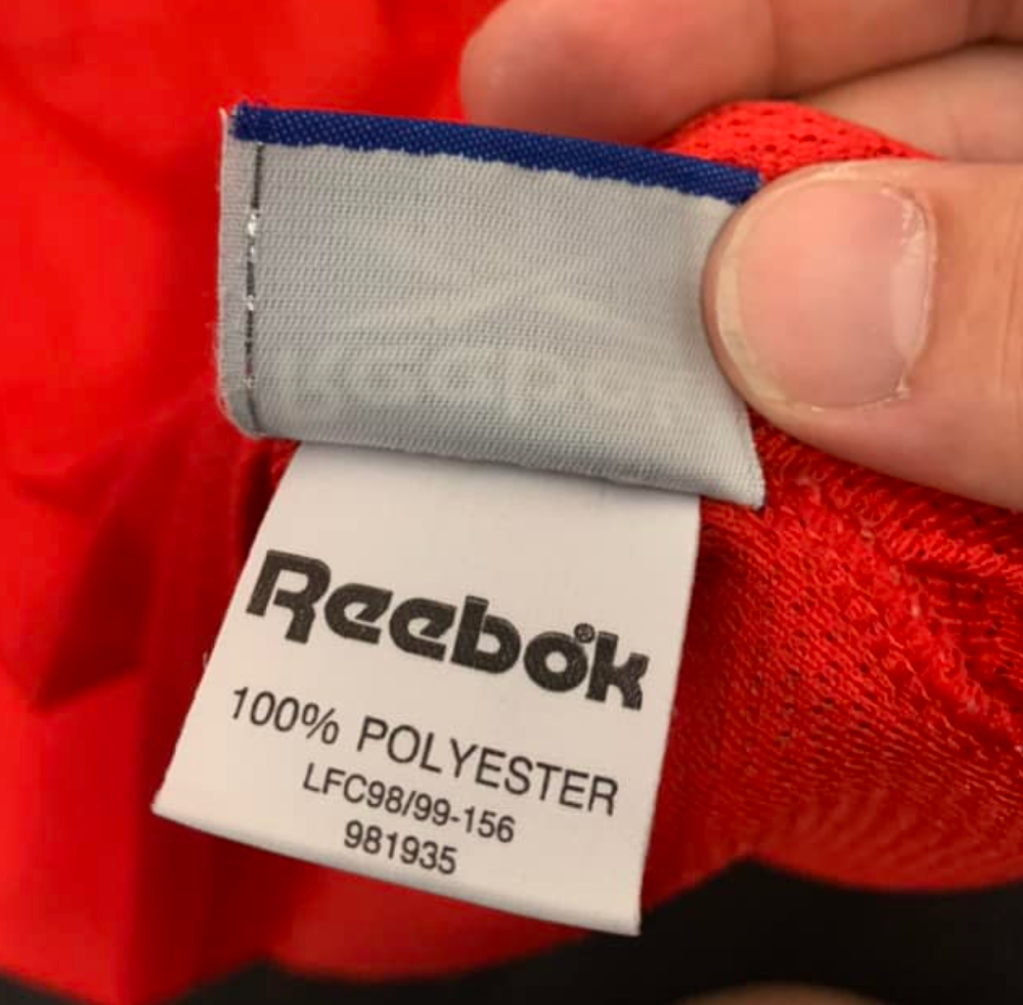 Reebok®
100% POLYESTER
LFC98/99-156
981935